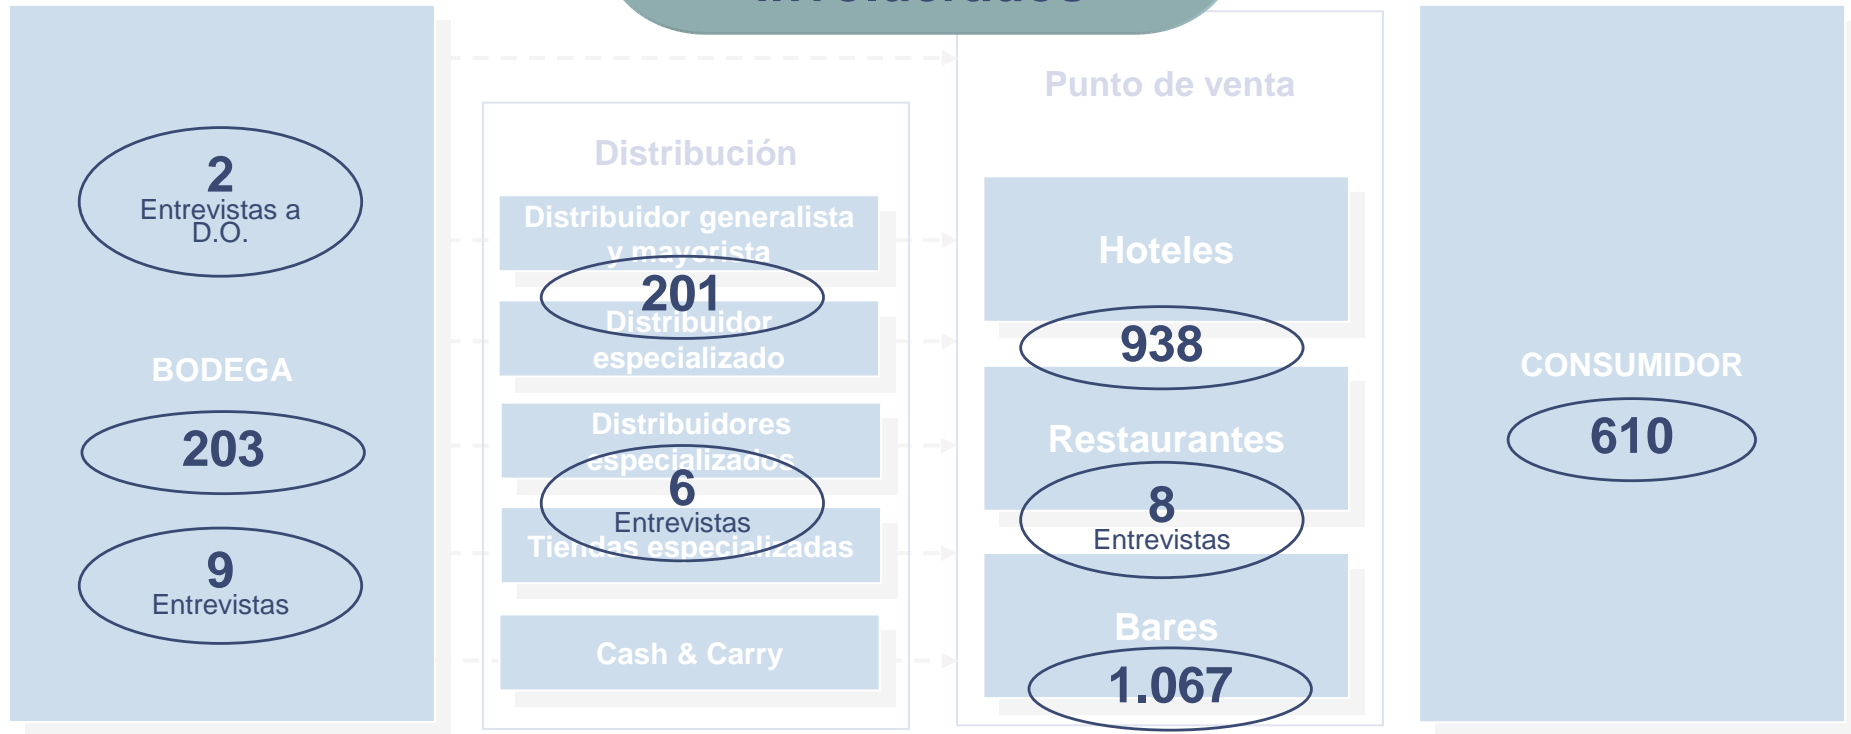 2
Entrevistas a
D.O.
BODEGA
203
9
Entrevistas
Distribución
Distribuidor generalista
y mayorista
201
Distribuidor
especializado
Distribuidores
especializados
6
Entrevistas
Tiendas especializadas
Cash & Carry
Punto de venta
Hoteles
938
Restaurantes
8
Entrevistas
Bares
1.067
CONSUMIDOR
610